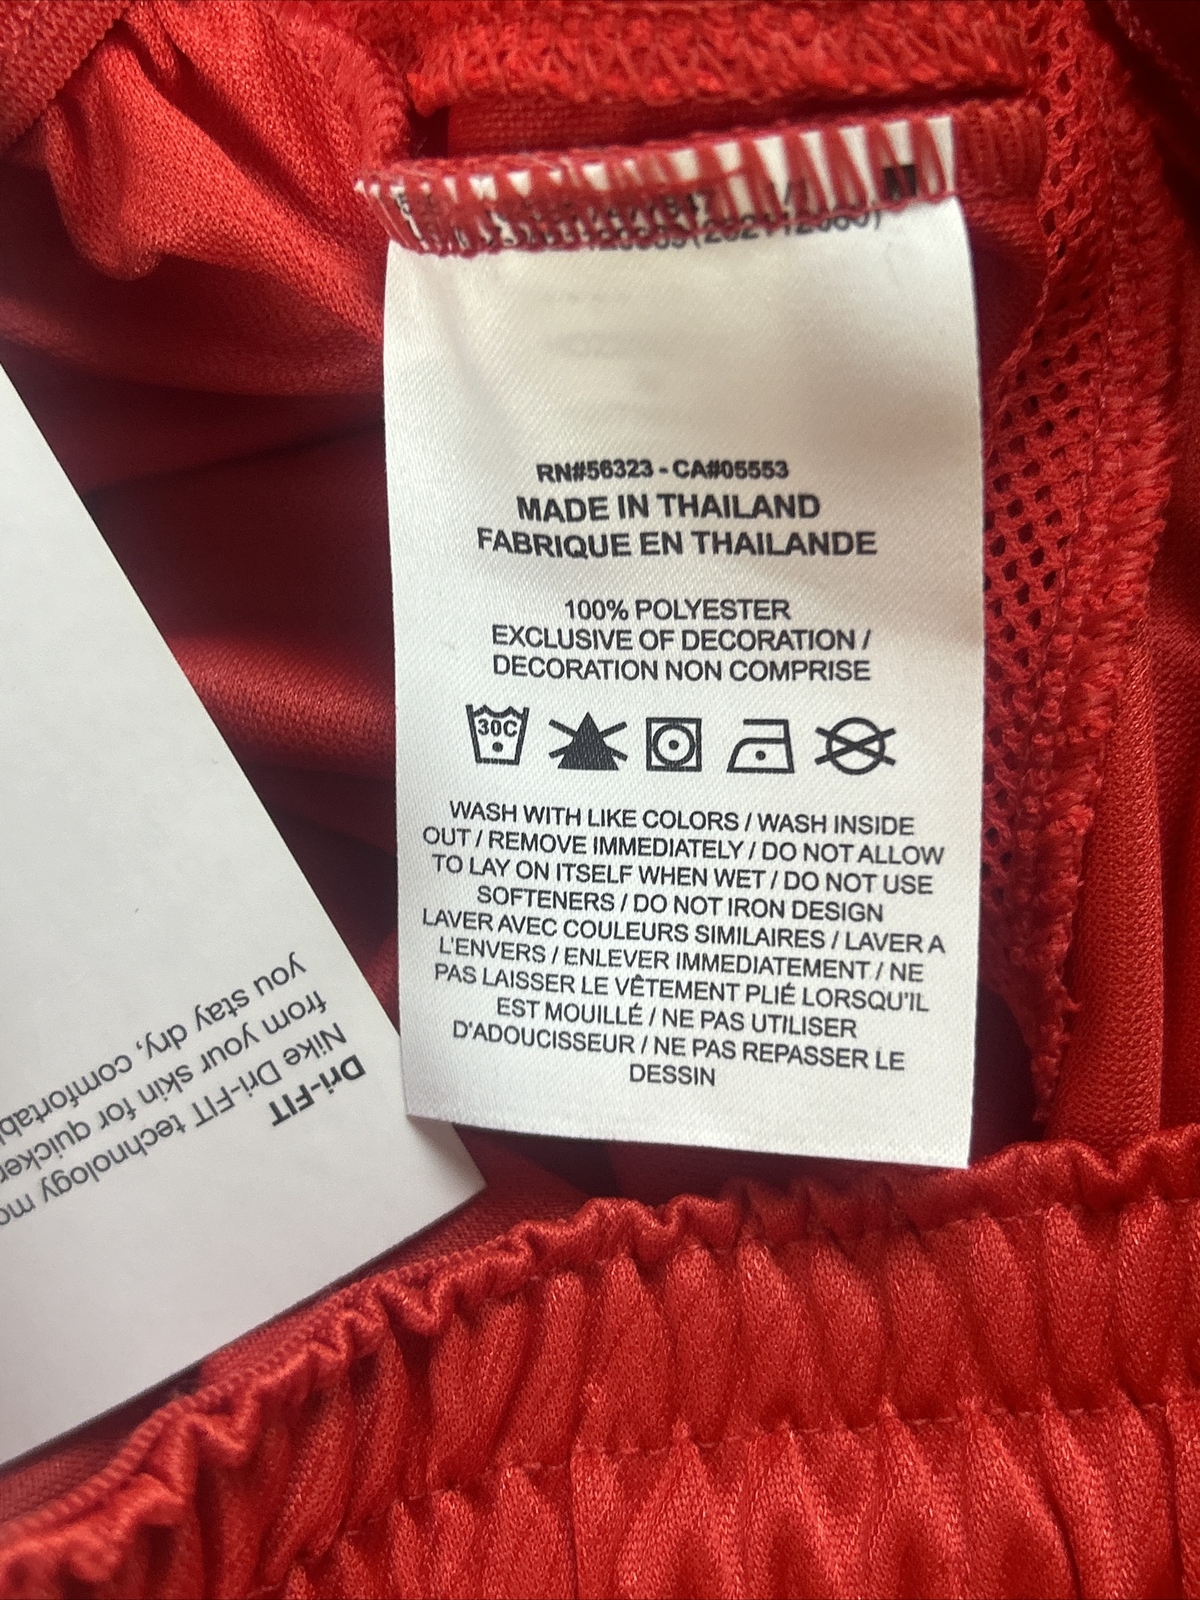 RN#56323 - CA#05553
MADE IN THAILAND
FABRIQUE EN THAILANDE
100% POLYESTER
EXCLUSIVE OF DECORATION /
DECORATION NON COMPRISE
30C
WASH WITH LIKE COLORS / WASH INSIDE
OUT / REMOVE IMMEDIATELY / DO NOT ALLOW
TO LAY ON ITSELF WHEN WET / DO NOT USE
SOFTENERS / DO NOT IRON DESIGN
LAVER AVEC COULEURS SIMILAIRES / LAVER A
L'ENVERS / ENLEVER IMMEDIATEMENT / NE
PAS LAISSER LE VÊTEMENT PLIÉ LORSQU'IL
EST MOUILLÉ / NE PAS UTILISER
D'ADOUCISSEUR / NE PAS REPASSER LE
DESSIN
Dri-FIT
Nike Dri-FIT technology
from your skin for
you stay dry,